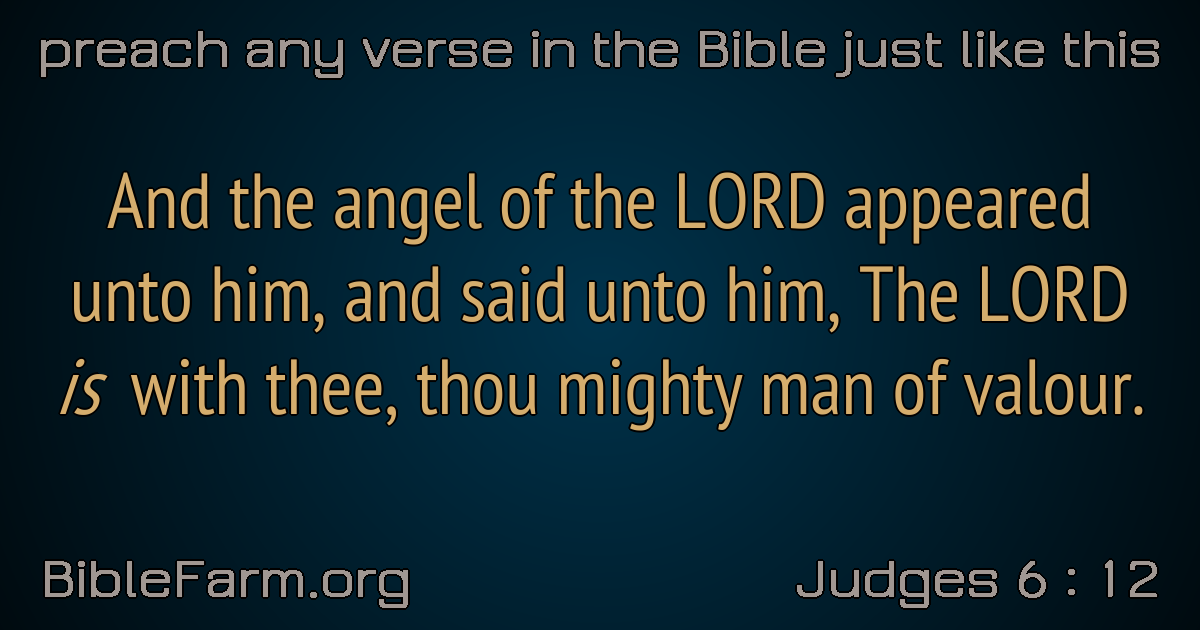 preach any verse in the Bible just like this
And the angel of the LORD appeared
unto him, and said unto him, The LORD
is with thee, thou mighty man of valour.
BibleFarm.org
Judges 6 : 12